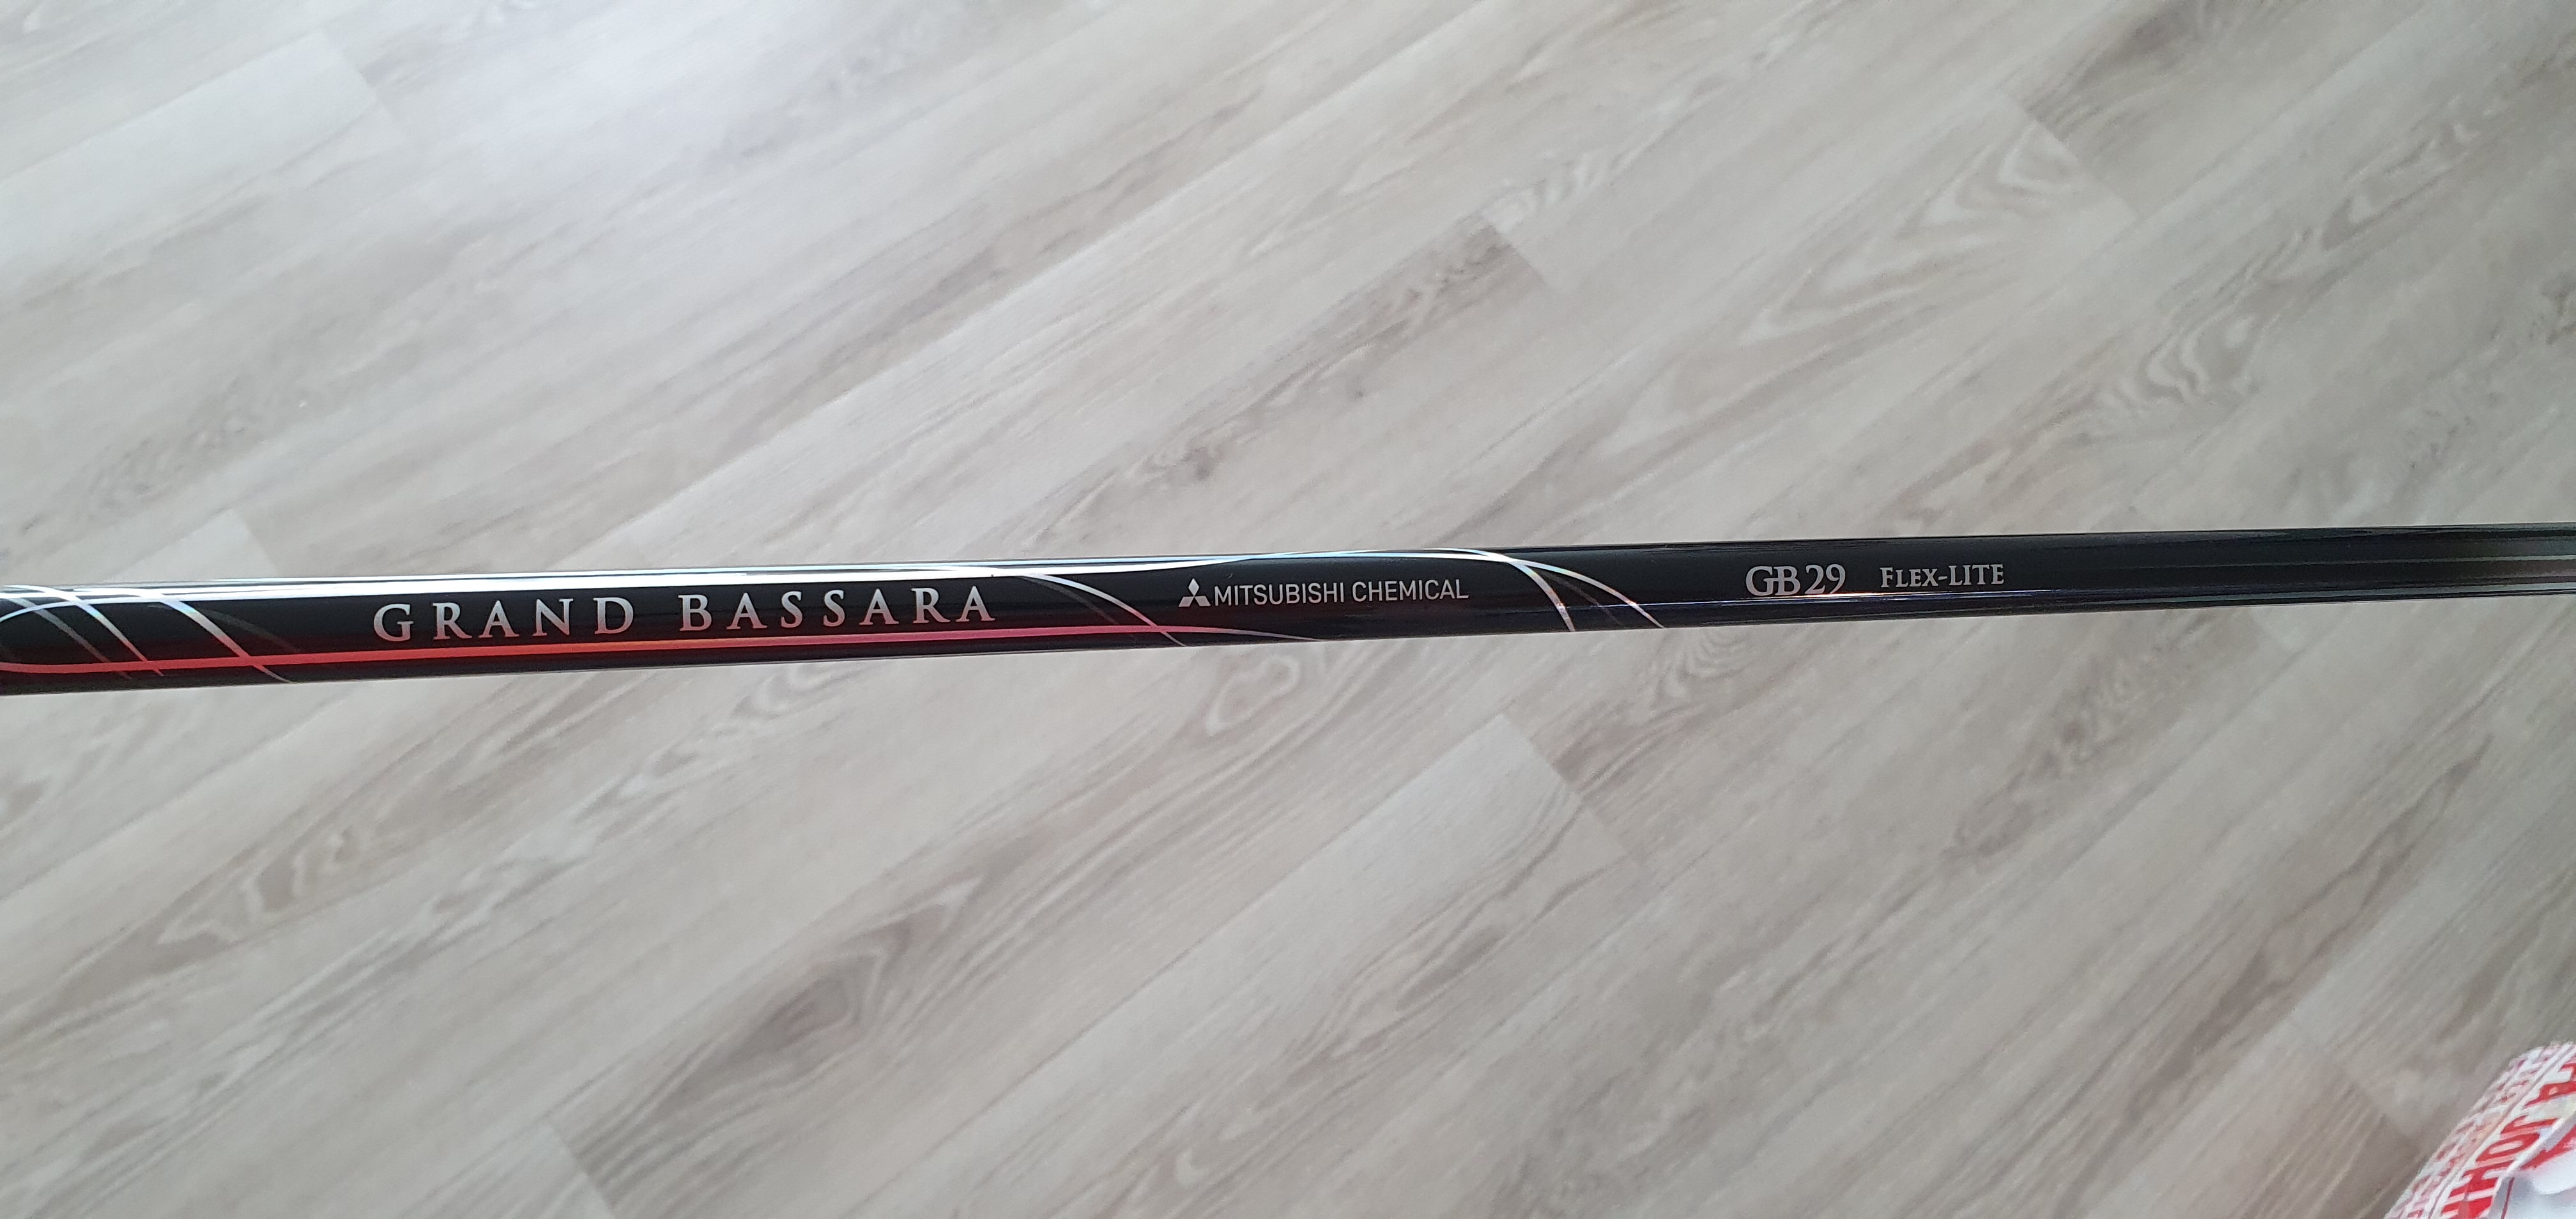 GRAND BASSARA MITSUBISHI CHEMICAL GB29 FLEX-LITE